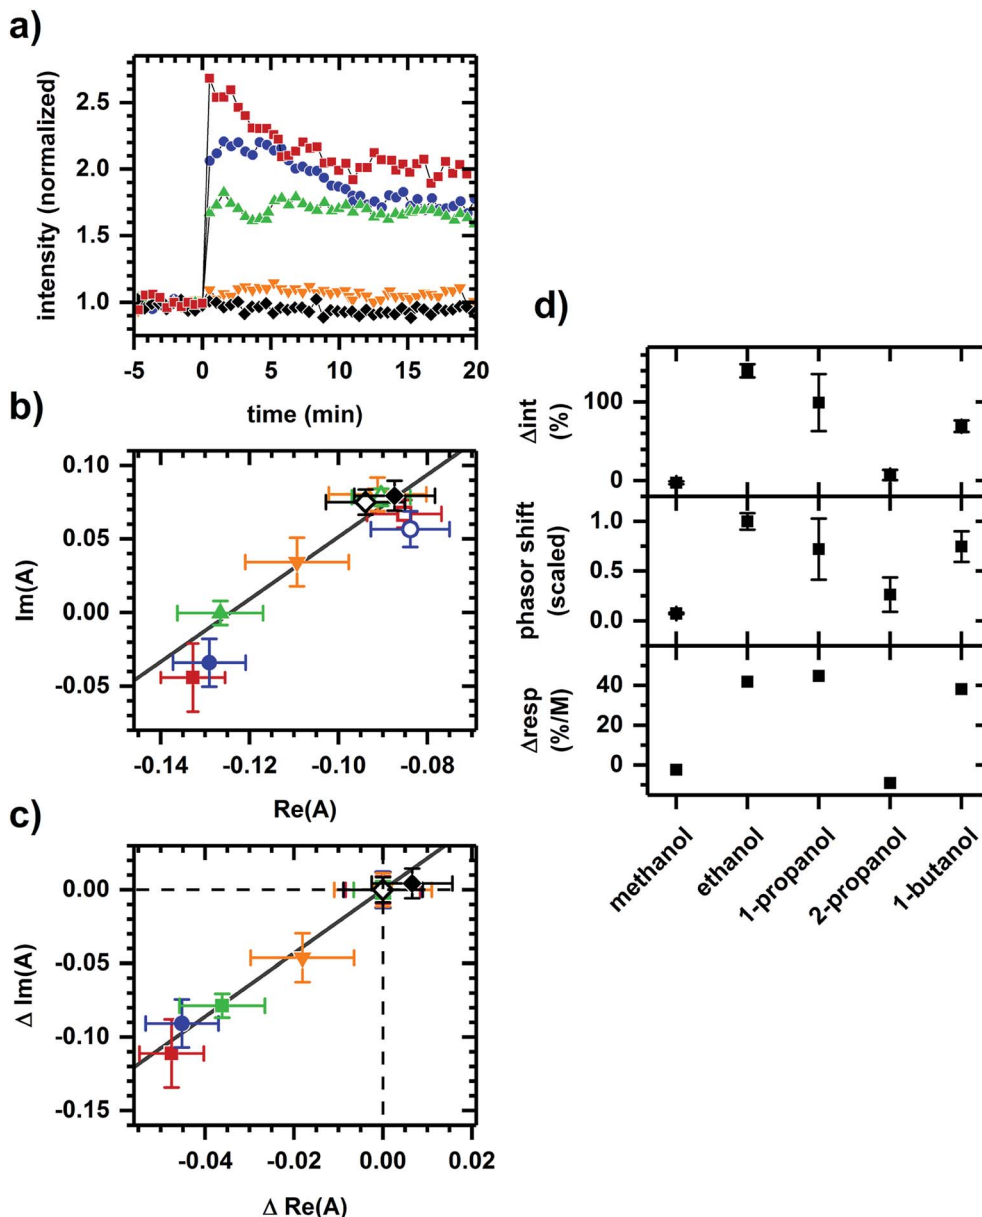 a)
intensity (normalized)
2.5
2.0
1.5
1.0
-5 0 5 10 15 20
time (min)
b)
Im(A)
0.10
0.05
0.00
-0.05
-0.14 -0.12 -0.10 -0.08
Re(A)
c)
Δ Im(A)
0.00
-0.05
-0.10
-0.15
-0.04 -0.02 0.00 0.02
Δ Re(A)
d)
Δint
(%)
100
0
phasor shift
(scaled)
1.0
0.5
0.0
Δresp
(%/M)
40
20
0
methanol
ethanol
1-propanol
2-propanol
1-butanol